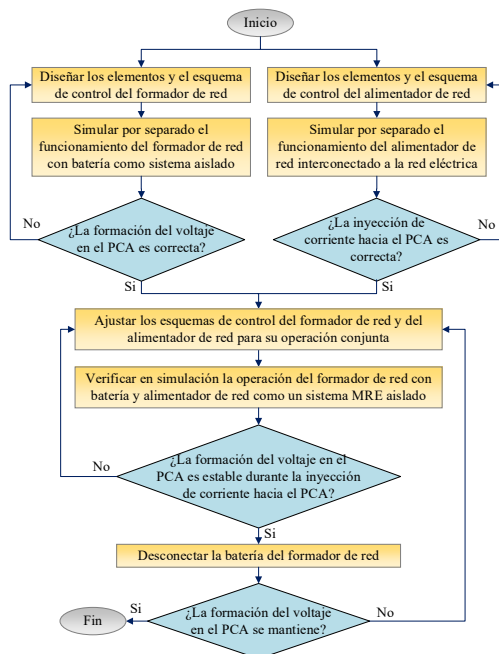 Inicio
Diseñar los elementos y el esquema
de control del formador de red
Diseñar los elementos y el esquema
de control del alimentador de red
Simular por separado el
funcionamiento del formador de red
con batería como sistema aislado
Simular por separado el
funcionamiento del alimentador de
red interconectado a la red eléctrica
No
¿La formación del voltaje
en el PCA es correcta?
¿La inyección de
corriente hacia el PCA es
correcta?
No
Si
Si
Ajustar los esquemas de control del formador de red y del
alimentador de red para su operación conjunta
Verificar en simulación la operación del formador de red con
batería y alimentador de red como un sistema MRE aislado
No
¿La formación del voltaje en el
PCA es estable durante la inyección
de corriente hacia el PCA?
Si
Desconectar la batería del formador de red
Fin
Si
¿La formación del voltaje
en el PCA se mantiene?
No